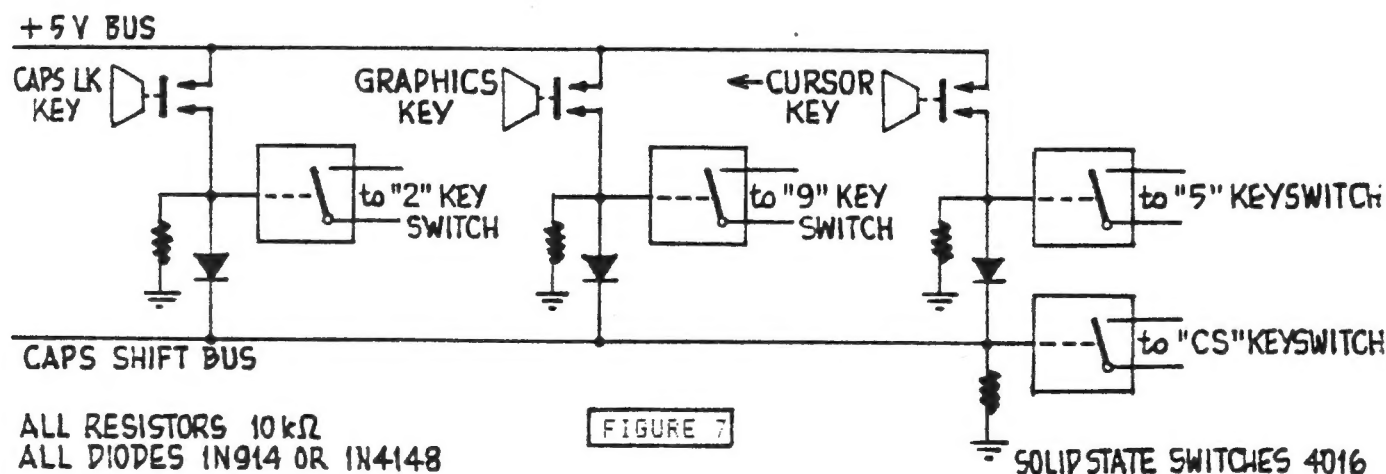 +5V BUS
CAPS LK
KEY
GRAPHICS
KEY
CURSOR
KEY
to "2" KEY
SWITCH
to "9" KEY
SWITCH
to "5" KEYSWITCH
to "CS" KEYSWITCH
CAPS SHIFT BUS
ALL RESISTORS 10kΩ
ALL DIODES 1N914 OR 1N4148
FIGURE 7
SOLID STATE SWITCHES 4016